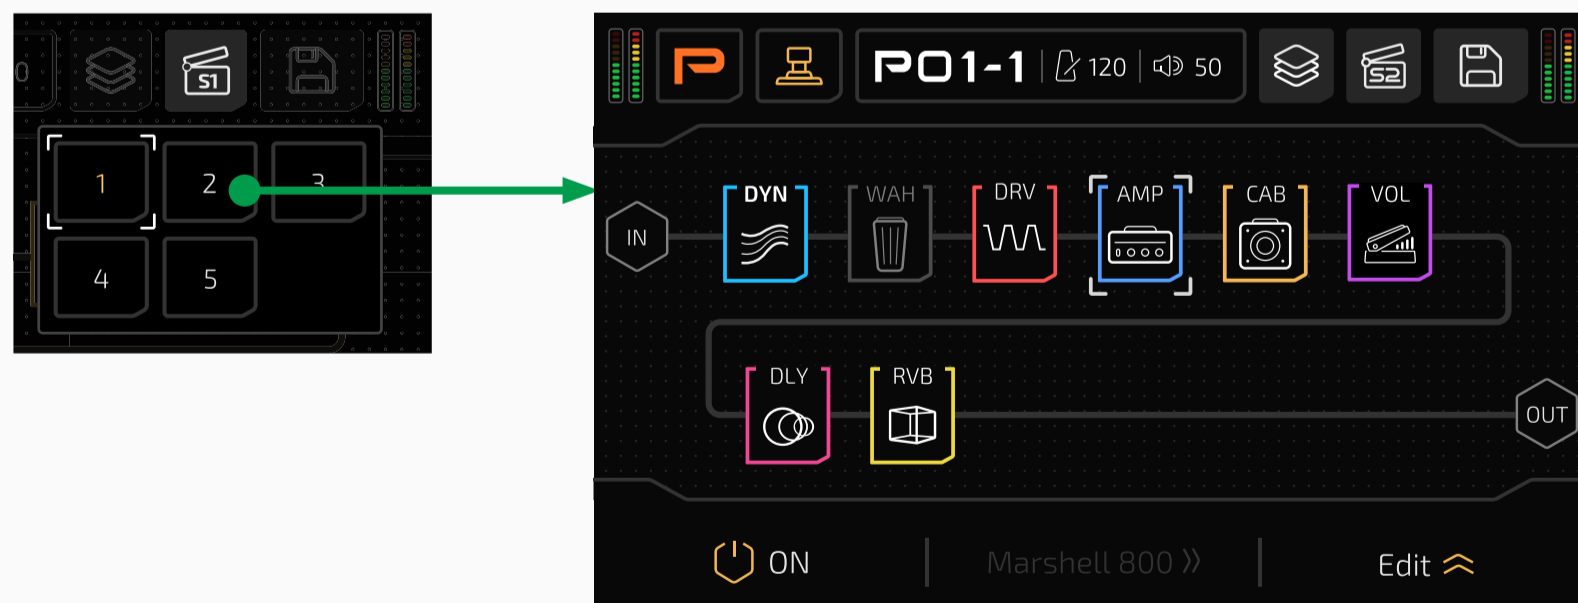 S1
1 2 3
4 5
P01-1 120 50
S2
IN DYN WAH DRV AMP CAB VOL
DLY RVB OUT
ON Marshell 800 Edit